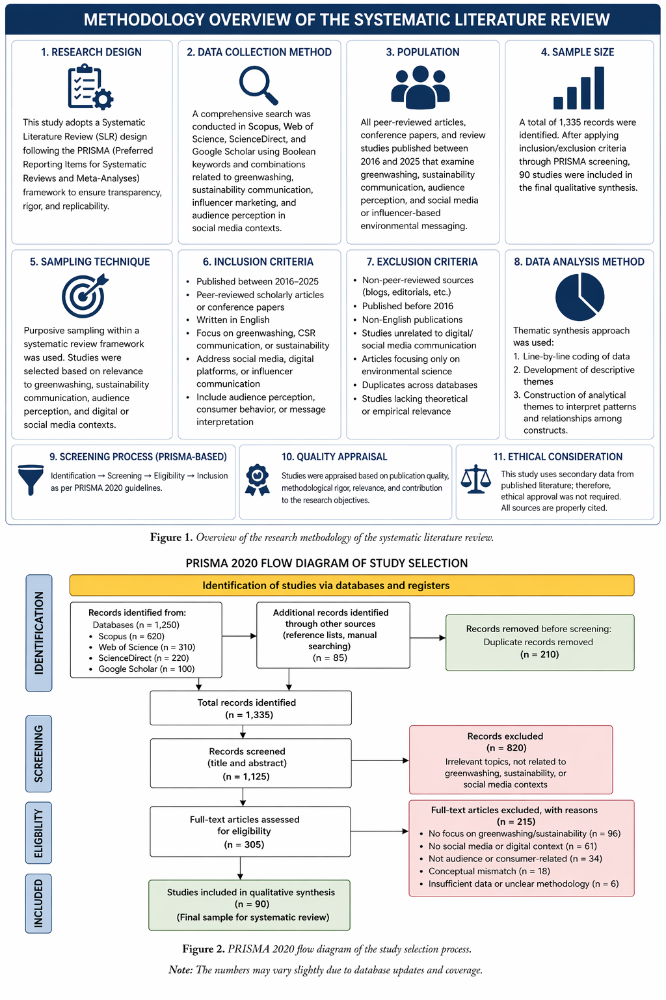 METHODOLOGY OVERVIEW OF THE SYSTEMATIC LITERATURE REVIEW
1. RESEARCH DESIGN
This study adopts a Systematic
Literature Review (SLR) design
following the PRISMA (Preferred
Reporting Items for Systematic
Reviews and Meta-Analyses)
framework to ensure transparency,
rigor, and replicability.
2. DATA COLLECTION METHOD
A comprehensive search was
conducted in Scopus, Web of
Science, ScienceDirect, and
Google Scholar using Boolean
keywords and combinations
related to greenwashing,
sustainability communication,
influencer marketing, and
audience perception in
social media contexts.
3. POPULATION
All peer-reviewed articles,
conference papers, and review
studies published between
2016 and 2025 that examine
greenwashing, sustainability
communication, audience
perception, and social media
or influencer-based
environmental messaging.
4. SAMPLE SIZE
A total of 1,335 records were
identified. After applying
inclusion/exclusion criteria
through PRISMA screening,
90 studies were included in
the final qualitative synthesis.
5. SAMPLING TECHNIQUE
Purposive sampling within a
systematic review framework
was used. Studies were
selected based on relevance
to greenwashing, sustainability
communication, audience
perception, and digital or
social media contexts.
6. INCLUSION CRITERIA
• Published between 2016–2025
• Peer-reviewed scholarly articles
or conference papers
• Written in English
• Focus on greenwashing, CSR
communication, or sustainability
• Address social media, digital
platforms, or influencer
communication
• Include audience perception,
consumer behavior, or message
interpretation
7. EXCLUSION CRITERIA
• Non-peer-reviewed sources
(blogs, editorials, etc.)
• Published before 2016
• Non-English publications
• Studies unrelated to digital/
social media communication
• Articles focusing only on
environmental science
• Duplicates across databases
• Studies lacking theoretical
or empirical relevance
8. DATA ANALYSIS METHOD
Thematic synthesis approach
was used:
1. Line-by-line coding of data
2. Development of descriptive
themes
3. Construction of analytical
themes to interpret patterns
and relationships among
constructs.
9. SCREENING PROCESS (PRISMA-BASED)
Identification → Screening → Eligibility → Inclusion
as per PRISMA 2020 guidelines.
10. QUALITY APPRAISAL
Studies were appraised based on publication quality,
methodological rigor, relevance, and contribution
to the research objectives.
11. ETHICAL CONSIDERATION
This study uses secondary data from
published literature; therefore,
ethical approval was not required.
All sources are properly cited.
Figure 1. Overview of the research methodology of the systematic literature review.
PRISMA 2020 FLOW DIAGRAM OF STUDY SELECTION
IDENTIFICATION
Identification of studies via databases and registers
Records identified from:
Databases (n = 1,250)
• Scopus (n = 620)
• Web of Science (n = 310)
• ScienceDirect (n = 220)
• Google Scholar (n = 100)
Additional records identified
through other sources
(reference lists, manual
searching)
(n = 85)
Records removed before screening:
Duplicate records removed
(n = 210)
Total records identified
(n = 1,335)
SCREENING
Records screened
(title and abstract)
(n = 1,125)
Records excluded
(n = 820)
Irrelevant topics, not related to
greenwashing, sustainability, or
social media contexts
ELIGBILITY
Full-text articles assessed
for eligibility
(n = 305)
Full-text articles excluded, with reasons
(n = 215)
• No focus on greenwashing/sustainability (n = 96)
• No social media or digital context (n = 61)
• Not audience or consumer-related (n = 34)
• Conceptual mismatch (n = 18)
• Insufficient data or unclear methodology (n = 6)
INCLUDED
Studies included in qualitative synthesis
(n = 90)
(Final sample for systematic review)
Figure 2. PRISMA 2020 flow diagram of the study selection process.
Note: The numbers may vary slightly due to database updates and coverage.